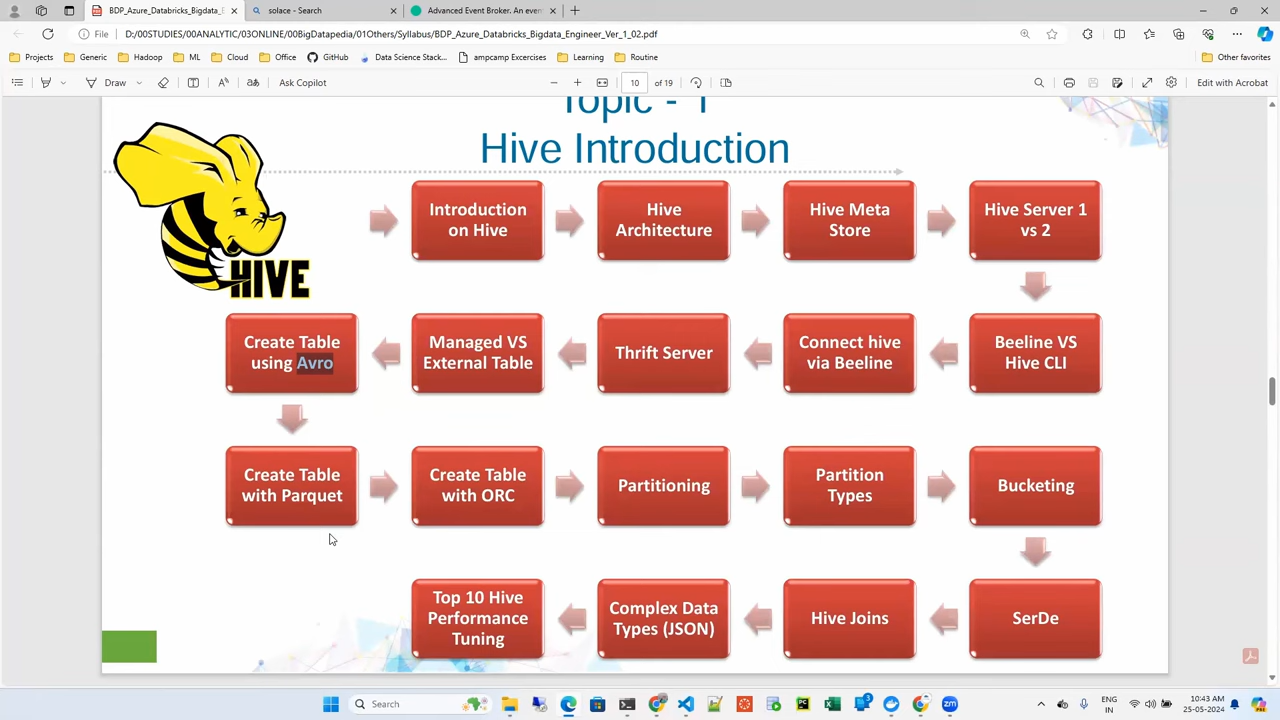 BDP_Azure_Databricks_Bigdata_E
solace - Search
Advanced Event Broker. An even
File
D:/00STUDIES/00ANALYTIC/03ONLINE/00BigDatapedia/01Others/Syllabus/BDP_Azure_Databricks_Bigdata_Engineer_Ver_1_02.pdf
Projects
Generic
Hadoop
ML
Cloud
Office
GitHub
Data Science Stack...
ampcamp Excercises
Learning
Routine
Other favorites
Draw
Ask Copilot
10 of 19
Edit with Acrobat
Topic - 1
Hive Introduction
HIVE
Introduction
on Hive
Hive
Architecture
Hive Meta
Store
Hive Server 1
vs 2
Create Table
using Avro
Managed VS
External Table
Thrift Server
Connect hive
via Beeline
Beeline VS
Hive CLI
Create Table
with Parquet
Create Table
with ORC
Partitioning
Partition
Types
Bucketing
Top 10 Hive
Performance
Tuning
Complex Data
Types (JSON)
Hive Joins
SerDe
Search
ENG
IN
10:43 AM
25-05-2024